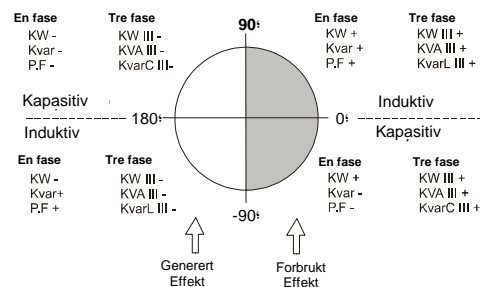 En fase
KW -
Kvar -
P.F -
Tre fase
KW III -
KVA III -
KvarC III-
90°
En fase
KW +
Kvar +
P.F +
Tre fase
KW III +
KVA III +
KvarL III +
Kapasitiv
Induktiv
180°
0°
Induktiv
Kapasitiv
En fase
KW -
Kvar+
P.F +
Tre fase
KW III -
KVA III -
KvarL III -
-90°
En fase
KW +
Kvar -
P.F -
Tre fase
KW III +
KVA III +
KvarC III +
Generert
Effekt
Forbrukt
Effekt